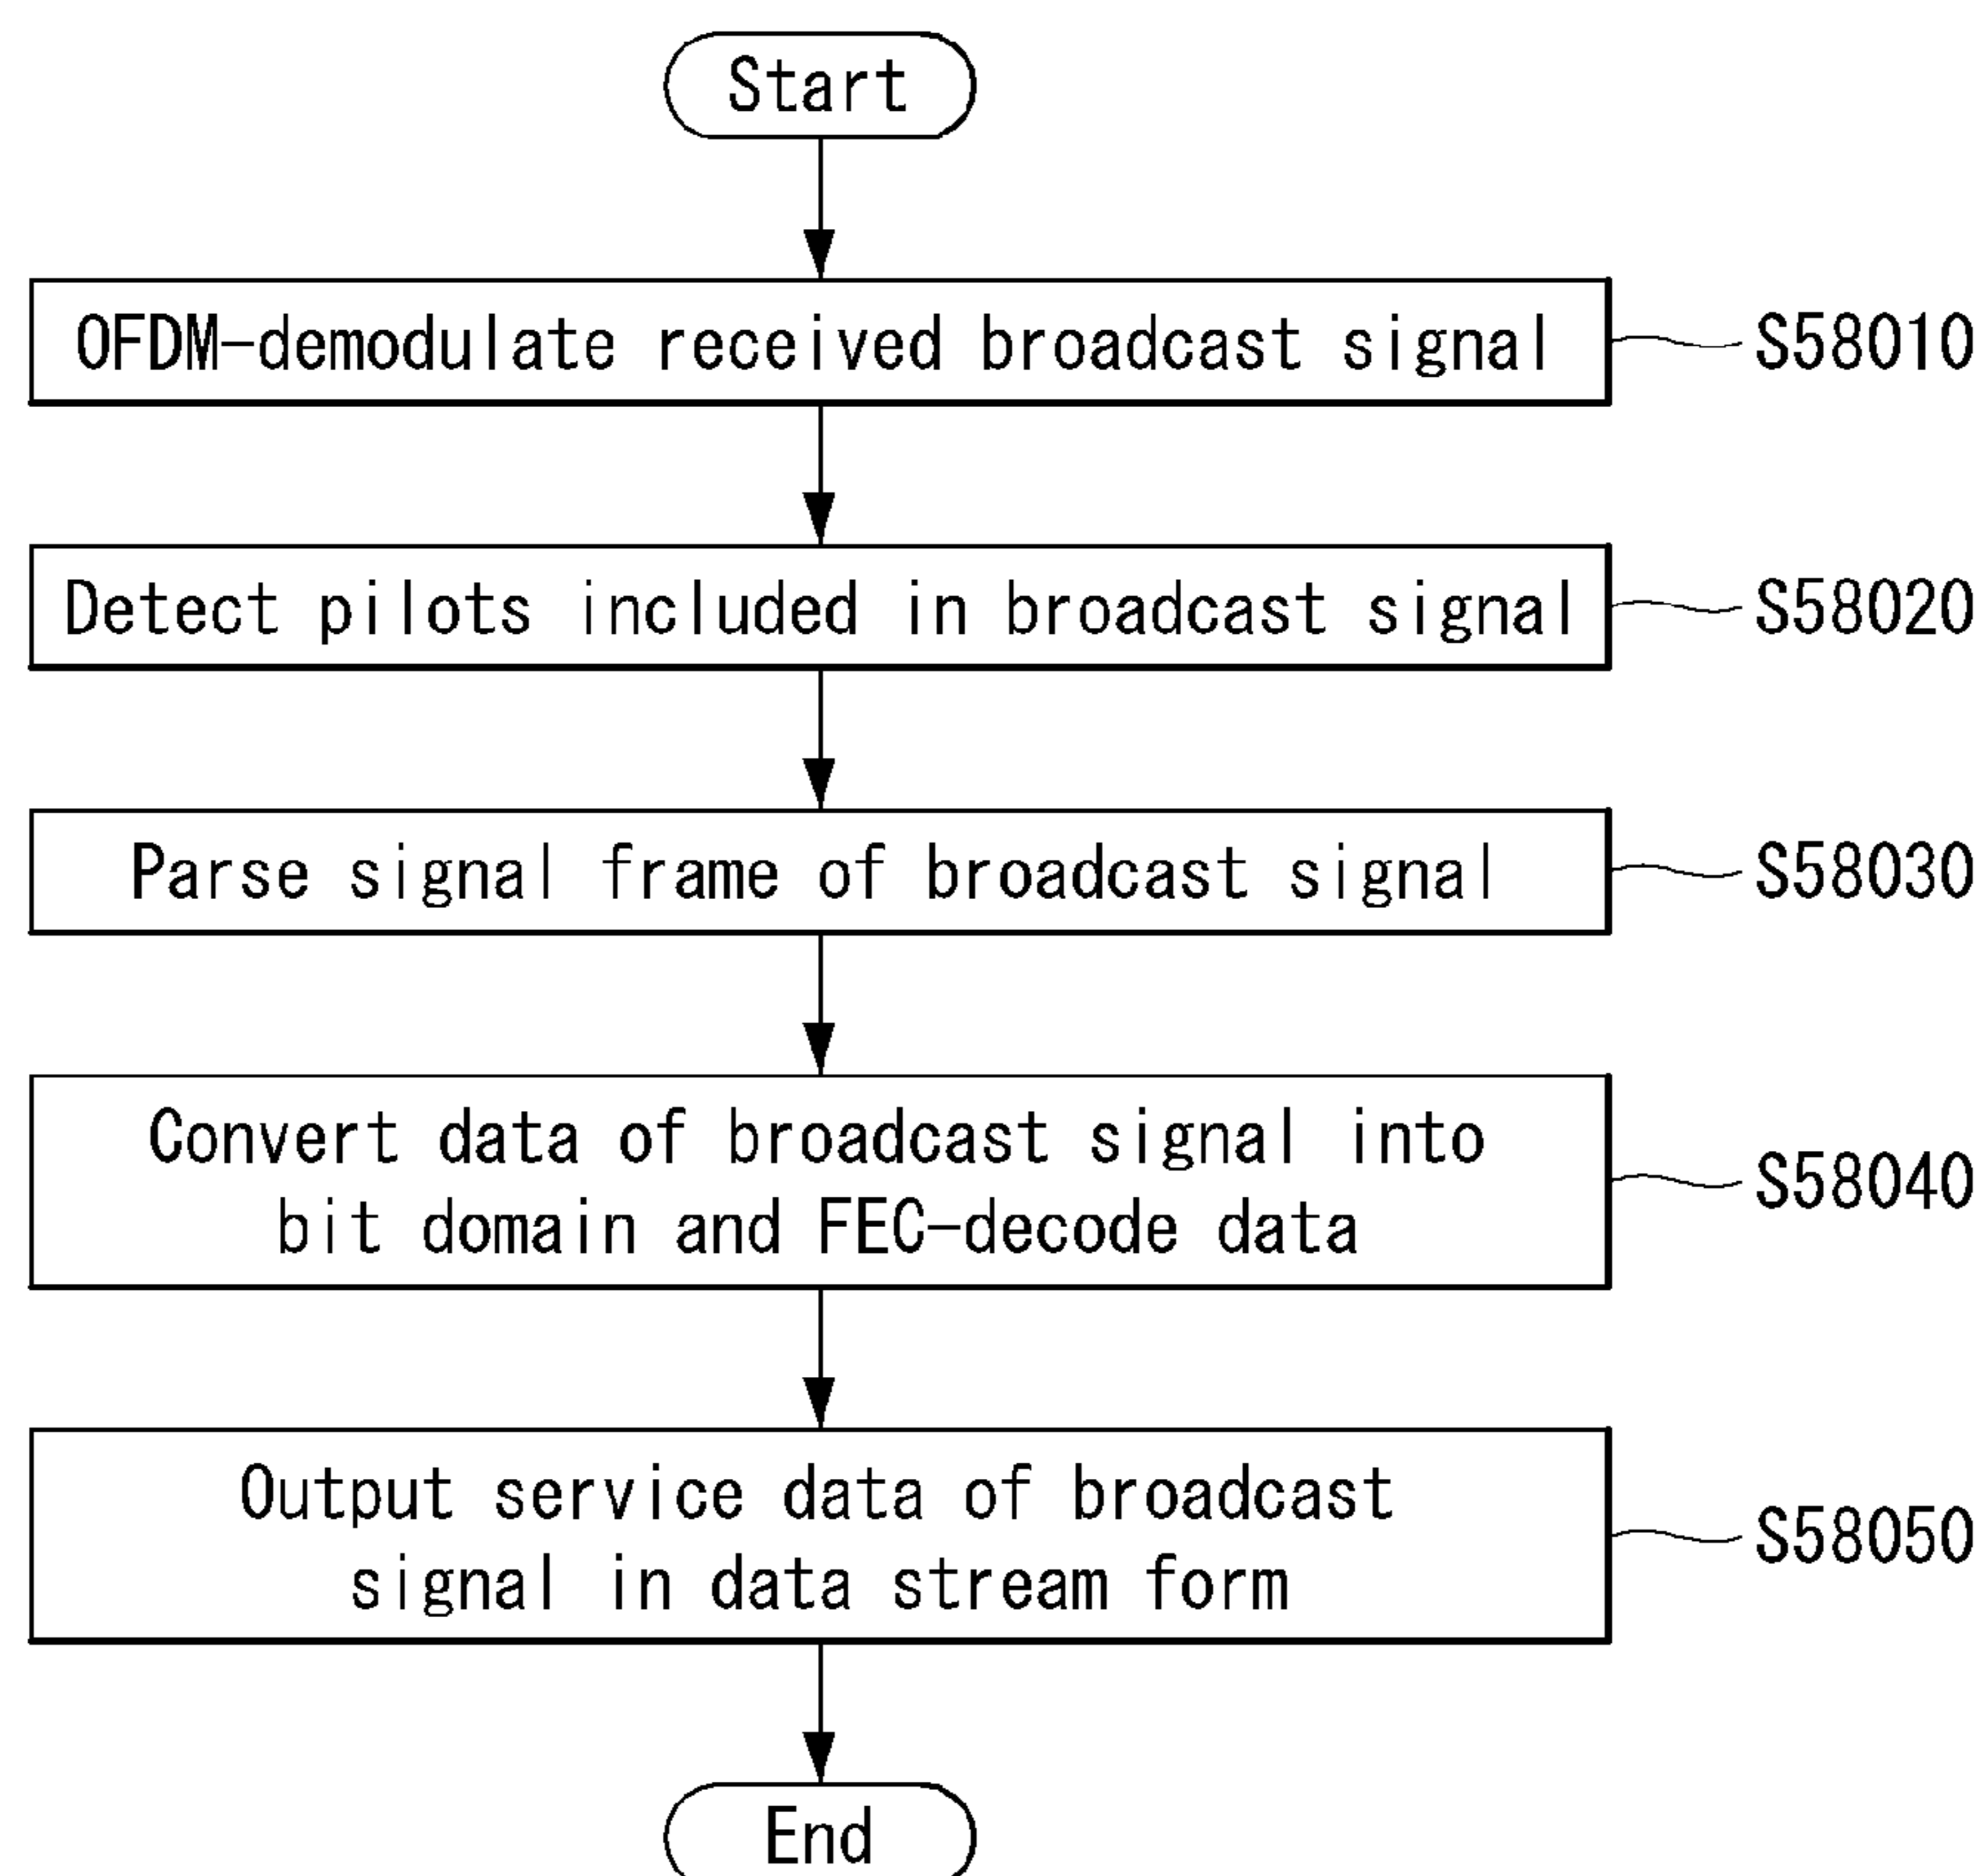 Start
OFDM-demodulate received broadcast signal
S58010
Detect pilots included in broadcast signal
S58020
Parse signal frame of broadcast signal
S58030
Convert data of broadcast signal into
bit domain and FEC-decode data
S58040
Output service data of broadcast
signal in data stream form
S58050
End